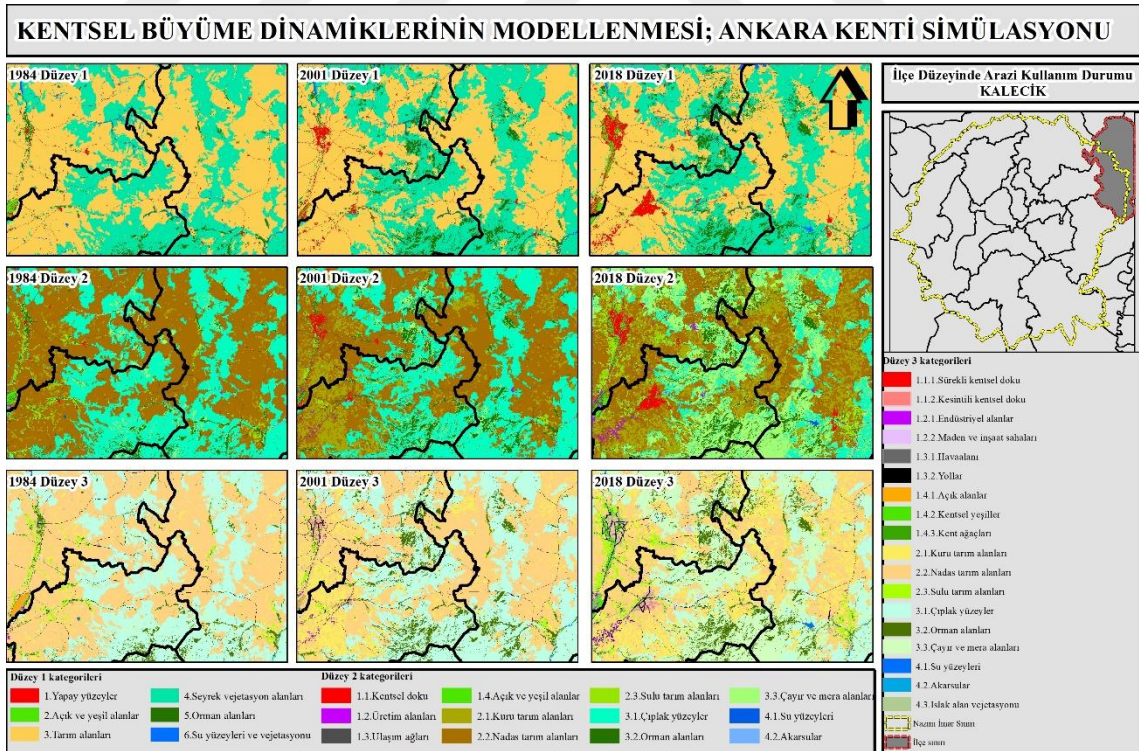 KENTSEL BÜYÜME DİNAMİKLERİNİN MODELLENMESİ; ANKARA KENTİ SİMÜLASYONU
1984 Düzey 1
2001 Düzey 1
2018 Düzey 1
İlçe Düzeyinde Arazi Kullanım Durumu
KALECİK
1984 Düzey 2
2001 Düzey 2
2018 Düzey 2
1984 Düzey 3
2001 Düzey 3
2018 Düzey 3
Düzey 3 kategorileri
1.1.1.Sürekli kentsel doku
1.1.2.Kesintili kentsel doku
1.2.1.Endüstriyel alanlar
1.2.2.Maden ve inşaat sahaları
1.3.1.Havaalanı
1.3.2.Yollar
1.4.1.Açık alanlar
1.4.2.Kentsel yeşiller
1.4.3.Kent ağaçları
2.1.Kuru tarım alanları
2.2.Nadas tarım alanları
2.3.Sulu tarım alanları
3.1.Çıplak yüzeyler
3.2.Orman alanları
3.3.Çayır ve mera alanları
4.1.Su yüzeyleri
4.2.Akarsular
4.3.Islak alan vejetasyonu
Nazım İmar Sınırı
İlçe sınırı
Düzey 1 kategorileri
1.Yapay yüzeyler
2.Açık ve yeşil alanlar
3.Tarım alanları
4.Seyrek vejetasyon alanları
5.Orman alanları
6.Su yüzeyleri ve vejetasyonu
Düzey 2 kategorileri
1.1.Kentsel doku
1.2.Üretim alanları
1.3.Ulaşım ağları
1.4.Açık ve yeşil alanlar
2.1.Kuru tarım alanları
2.2.Nadas tarım alanları
2.3.Sulu tarım alanları
3.1.Çıplak yüzeyler
3.2.Orman alanları
3.3.Çayır ve mera alanları
4.1.Su yüzeyleri
4.2.Akarsular